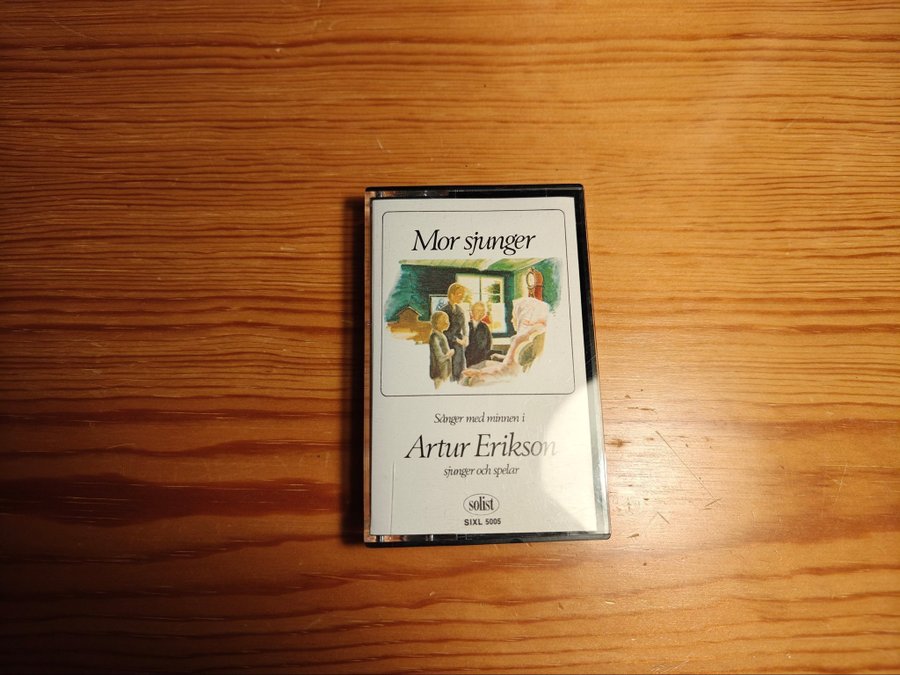 Mor sjunger
Sånger med minnen i
Artur Erikson
sjunger och spelar
solist
SIXL 5005